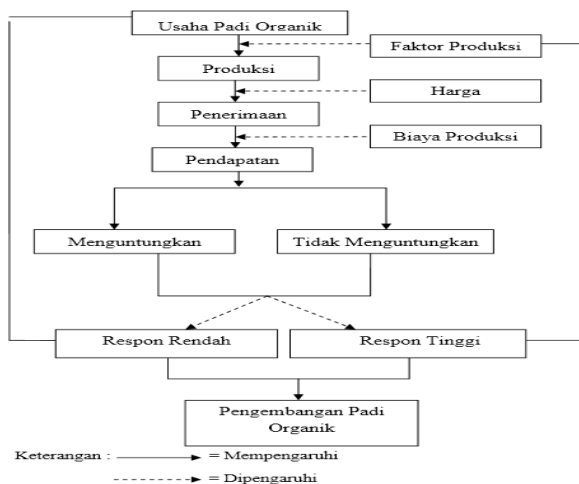 Usaha Padi Organik
Faktor Produksi
Produksi
Harga
Penerimaan
Biaya Produksi
Pendapatan
Menguntungkan
Tidak Menguntungkan
Respon Rendah
Respon Tinggi
Pengembangan Padi
Organik
Keterangan : = Mempengaruhi
= Dipengaruhi